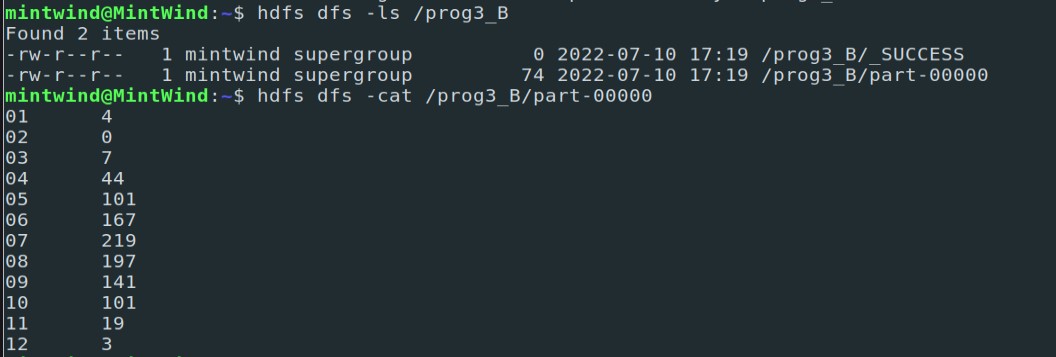 mintwind@MintWind:~$ hdfs dfs -ls /prog3_B
Found 2 items
-rw-r--r--   1 mintwind supergroup          0 2022-07-10 17:19 /prog3_B/_SUCCESS
-rw-r--r--   1 mintwind supergroup         74 2022-07-10 17:19 /prog3_B/part-00000
mintwind@MintWind:~$ hdfs dfs -cat /prog3_B/part-00000
01      4
02      0
03      7
04      44
05      101
06      167
07      219
08      197
09      141
10      101
11      19
12      3